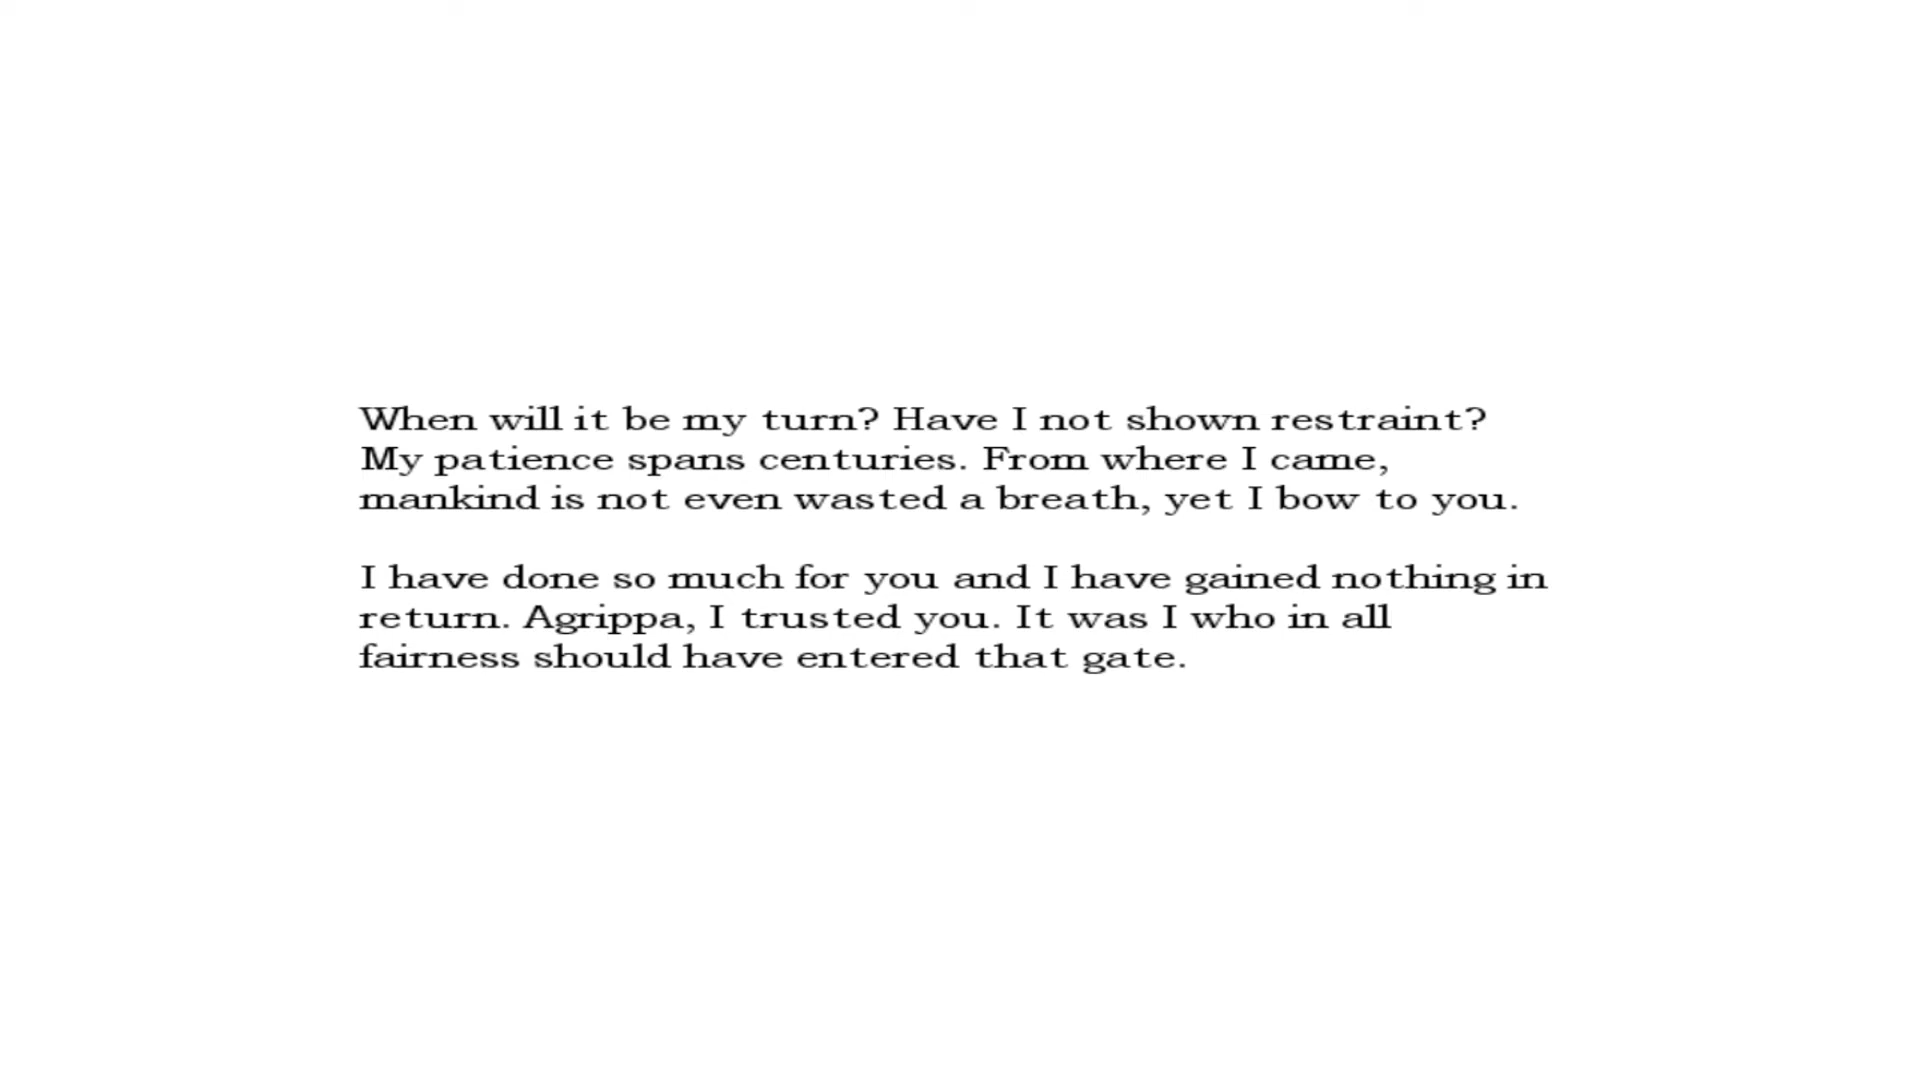 When will it be my turn? Have I not shown restraint?
My patience spans centuries. From where I came,
mankind is not even wasted a breath, yet I bow to you.
I have done so much for you and I have gained nothing in
return. Agrippa, I trusted you. It was I who in all
fairness should have entered that gate.